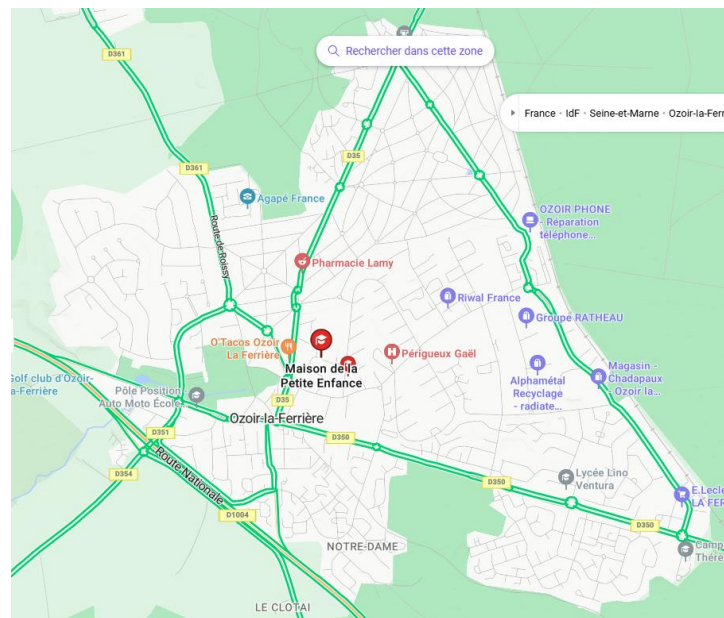 D361
Rechercher dans cette zone
France · IdF · Seine-et-Marne · Ozoir-la-Ferr
D35
D361
Agapé France
OZOIR PHONE
- Réparation
téléphone...
Route de Roissy
Pharmacie Lamy
Riwal France
Groupe RATHEAU
O'Tacos Ozoir
La Ferrière
Maison de la
Petite Enfance
Périgueux Gaël
Alphamétal
Recyclage
- radiate...
Magasin -
Chadapaux
- Ozoir la...
Golf club d'Ozoir-
la-Ferrière
Pôle Position
Auto Moto École
D35
Ozoir-la-Ferrière
D351
D350
D354
Route Nationale
D350
Lycée Lino
Ventura
E.Lecle
LA FER
D1004
D350
NOTRE-DAME
Camp
Thére
LE CLOTAI